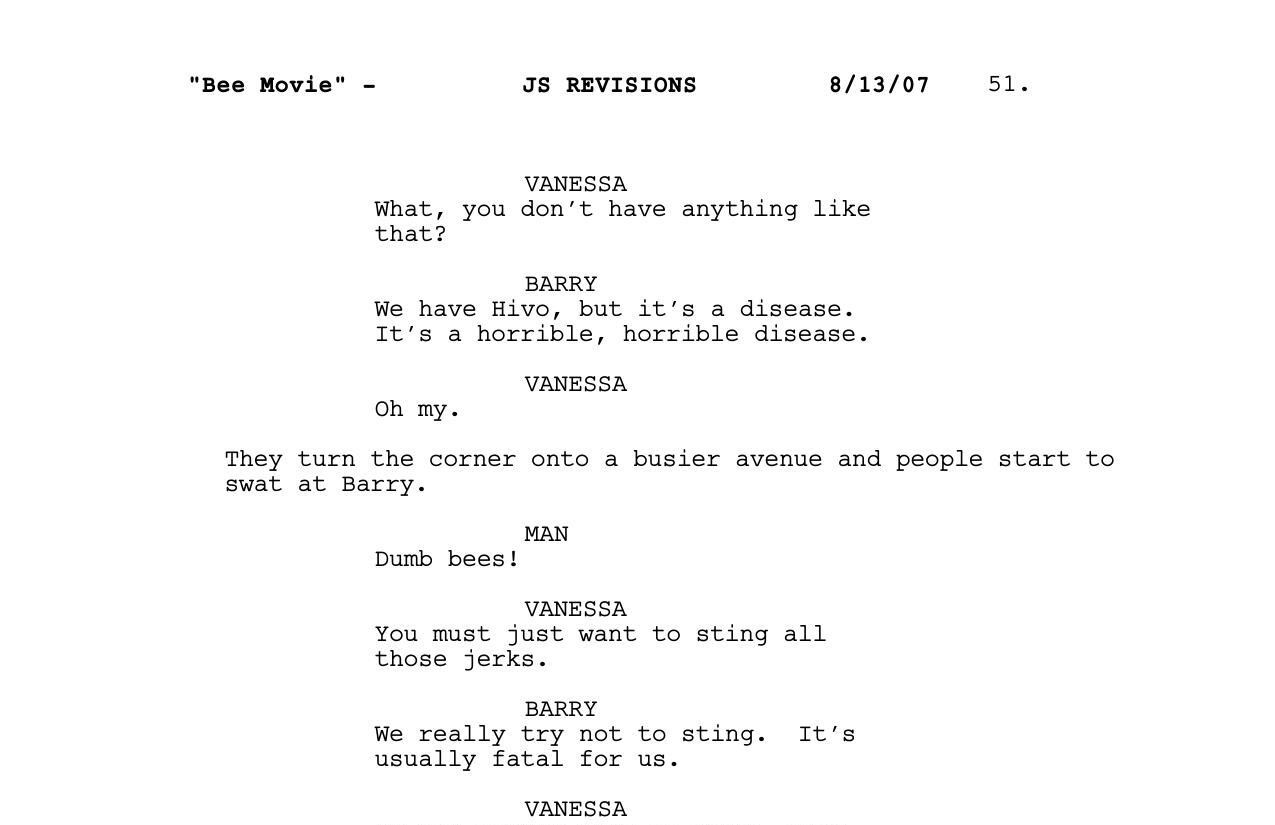 "Bee Movie" - JS REVISIONS 8/13/07 51.
VANESSA
What, you don’t have anything like
that?
BARRY
We have Hivo, but it’s a disease.
It’s a horrible, horrible disease.
VANESSA
Oh my.
They turn the corner onto a busier avenue and people start to
swat at Barry.
MAN
Dumb bees!
VANESSA
You must just want to sting all
those jerks.
BARRY
We really try not to sting.  It’s
usually fatal for us.
VANESSA